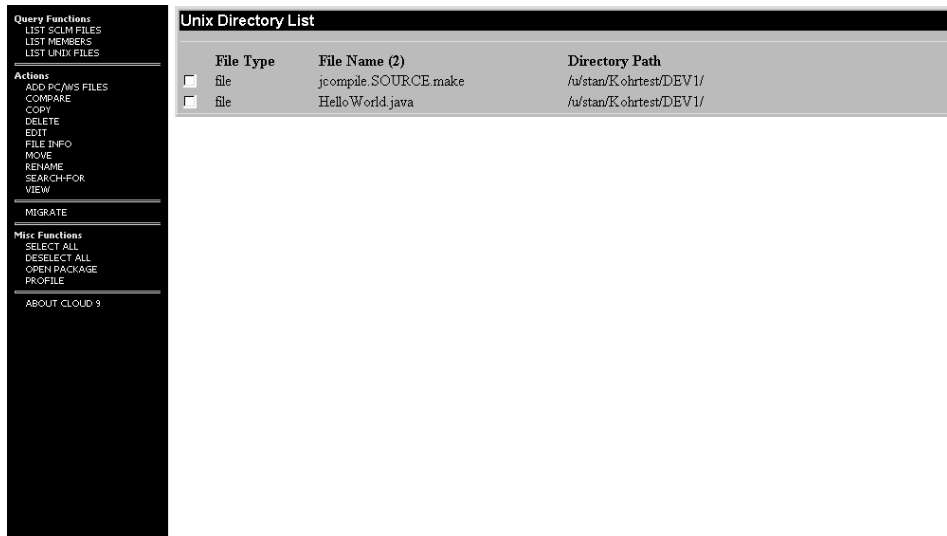 Query Functions
LIST SCLM FILES
LIST MEMBERS
LIST UNIX FILES
Actions
ADD PC/WS FILES
COMPARE
COPY
DELETE
EDIT
FILE INFO
MOVE
RENAME
SEARCH-FOR
VIEW
MIGRATE
Misc Functions
SELECT ALL
DESELECT ALL
OPEN PACKAGE
PROFILE
ABOUT CLOUD 9
Unix Directory List
File Type File Name (2) Directory Path
file jcompile.SOURCE.make /u/stan/Kohrtest/DEV1/
file HelloWorld.java /u/stan/Kohrtest/DEV1/